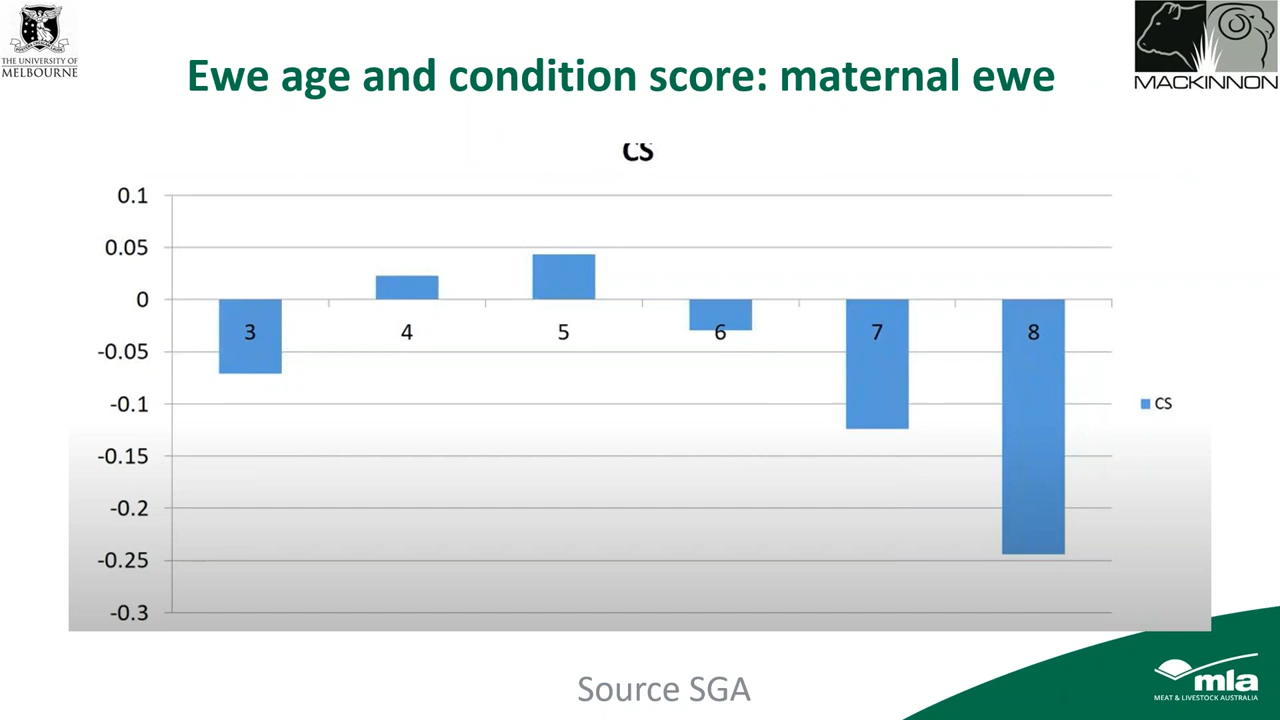 THE UNIVERSITY OF
MELBOURNE
Ewe age and condition score: maternal ewe
MACKINNON
CS
0.1
0.05
0
-0.05
-0.1
-0.15
-0.2
-0.25
-0.3
3
4
5
6
7
8
CS
Source SGA
mla
MEAT & LIVESTOCK AUSTRALIA